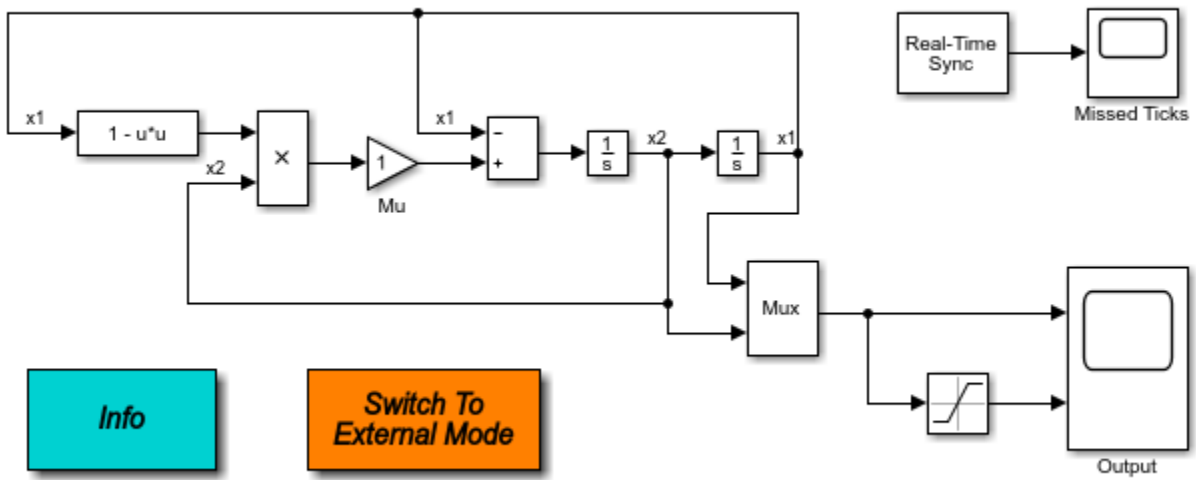 Real-Time
Sync
Missed Ticks
x1
1 - u*u
x2
×
1
Mu
x1
−
+
1
s
x2
1
s
x1
Mux
Info
Switch To
External Mode
Output